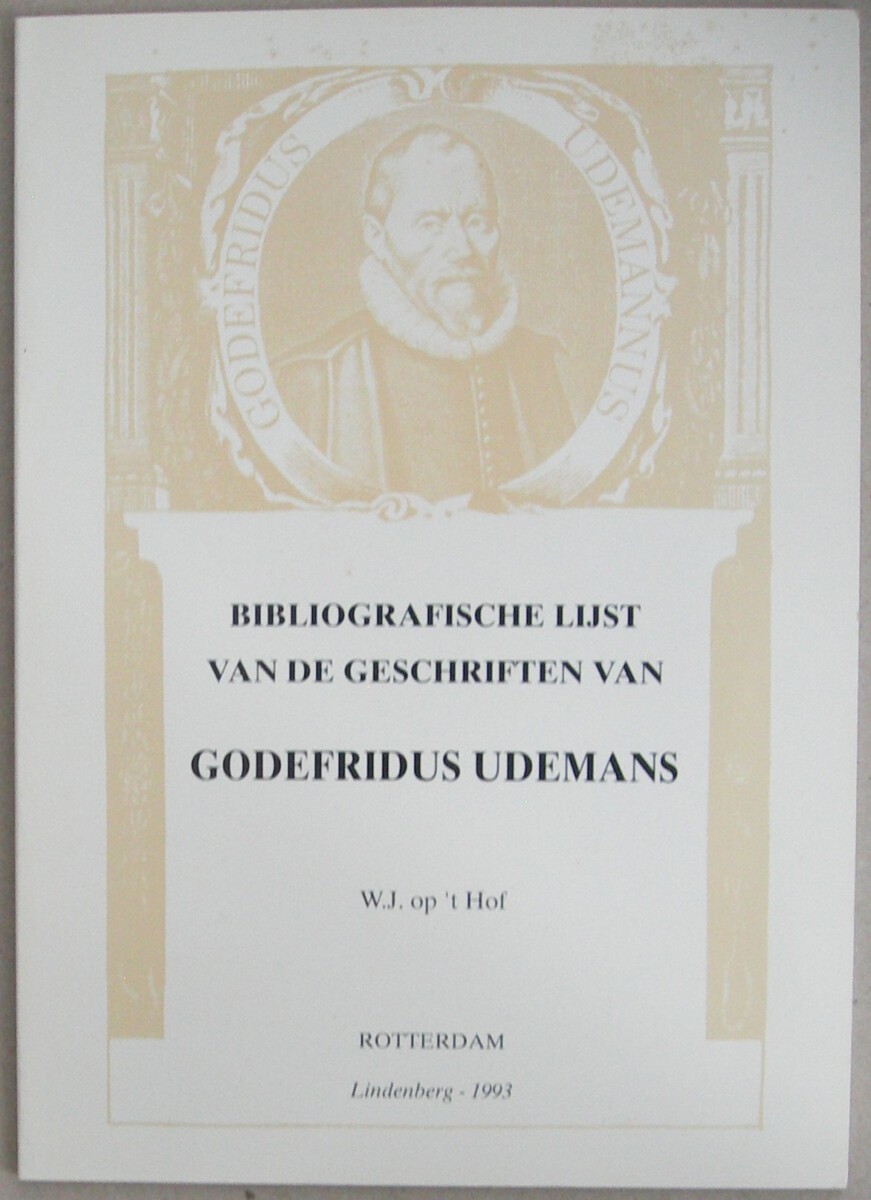 GODEFRIDUS UDEMANNUS
BIBLIOGRAFISCHE LIJST
VAN DE GESCHRIFTEN VAN
GODEFRIDUS UDEMANS
W.J. op 't Hof
ROTTERDAM
Lindenberg - 1993